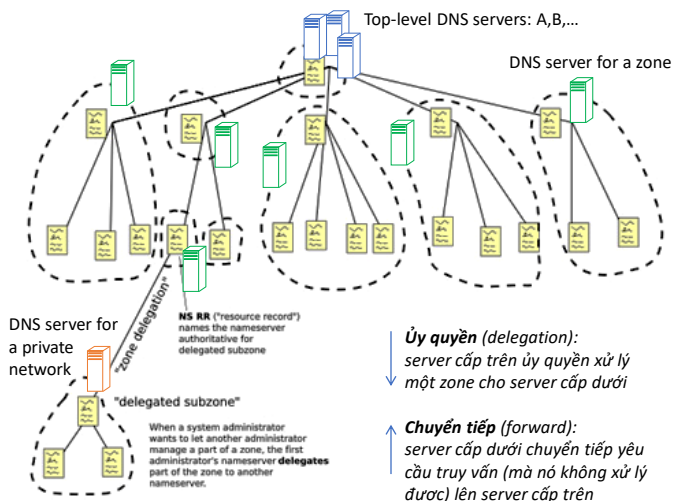 Top-level DNS servers: A,B,...
DNS server for a zone
"zone delegation"
NS RR ("resource record")
names the nameserver
authoritative for
delegated subzone
DNS server for
a private
network
"delegated subzone"
When a system administrator
wants to let another administrator
manage a part of a zone, the first
administrator's nameserver delegates
part of the zone to another
nameserver.
Ủy quyền (delegation):
server cấp trên ủy quyền xử lý
một zone cho server cấp dưới
Chuyển tiếp (forward):
server cấp dưới chuyển tiếp yêu
cầu truy vấn (mà nó không xử lý
được) lên server cấp trên